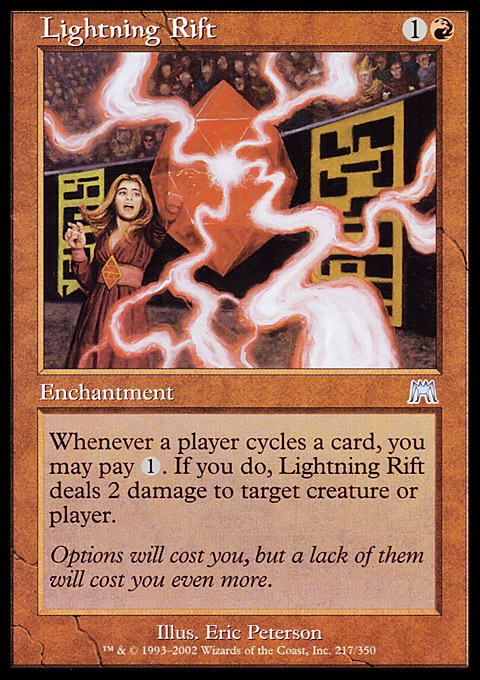 Lightning Rift 1
Enchantment
Whenever a player cycles a card, you
may pay 1. If you do, Lightning Rift
deals 2 damage to target creature or
player.
Options will cost you, but a lack of them
will cost you even more.
Illus. Eric Peterson
™ & © 1993–2002 Wizards of the Coast, Inc. 217/350